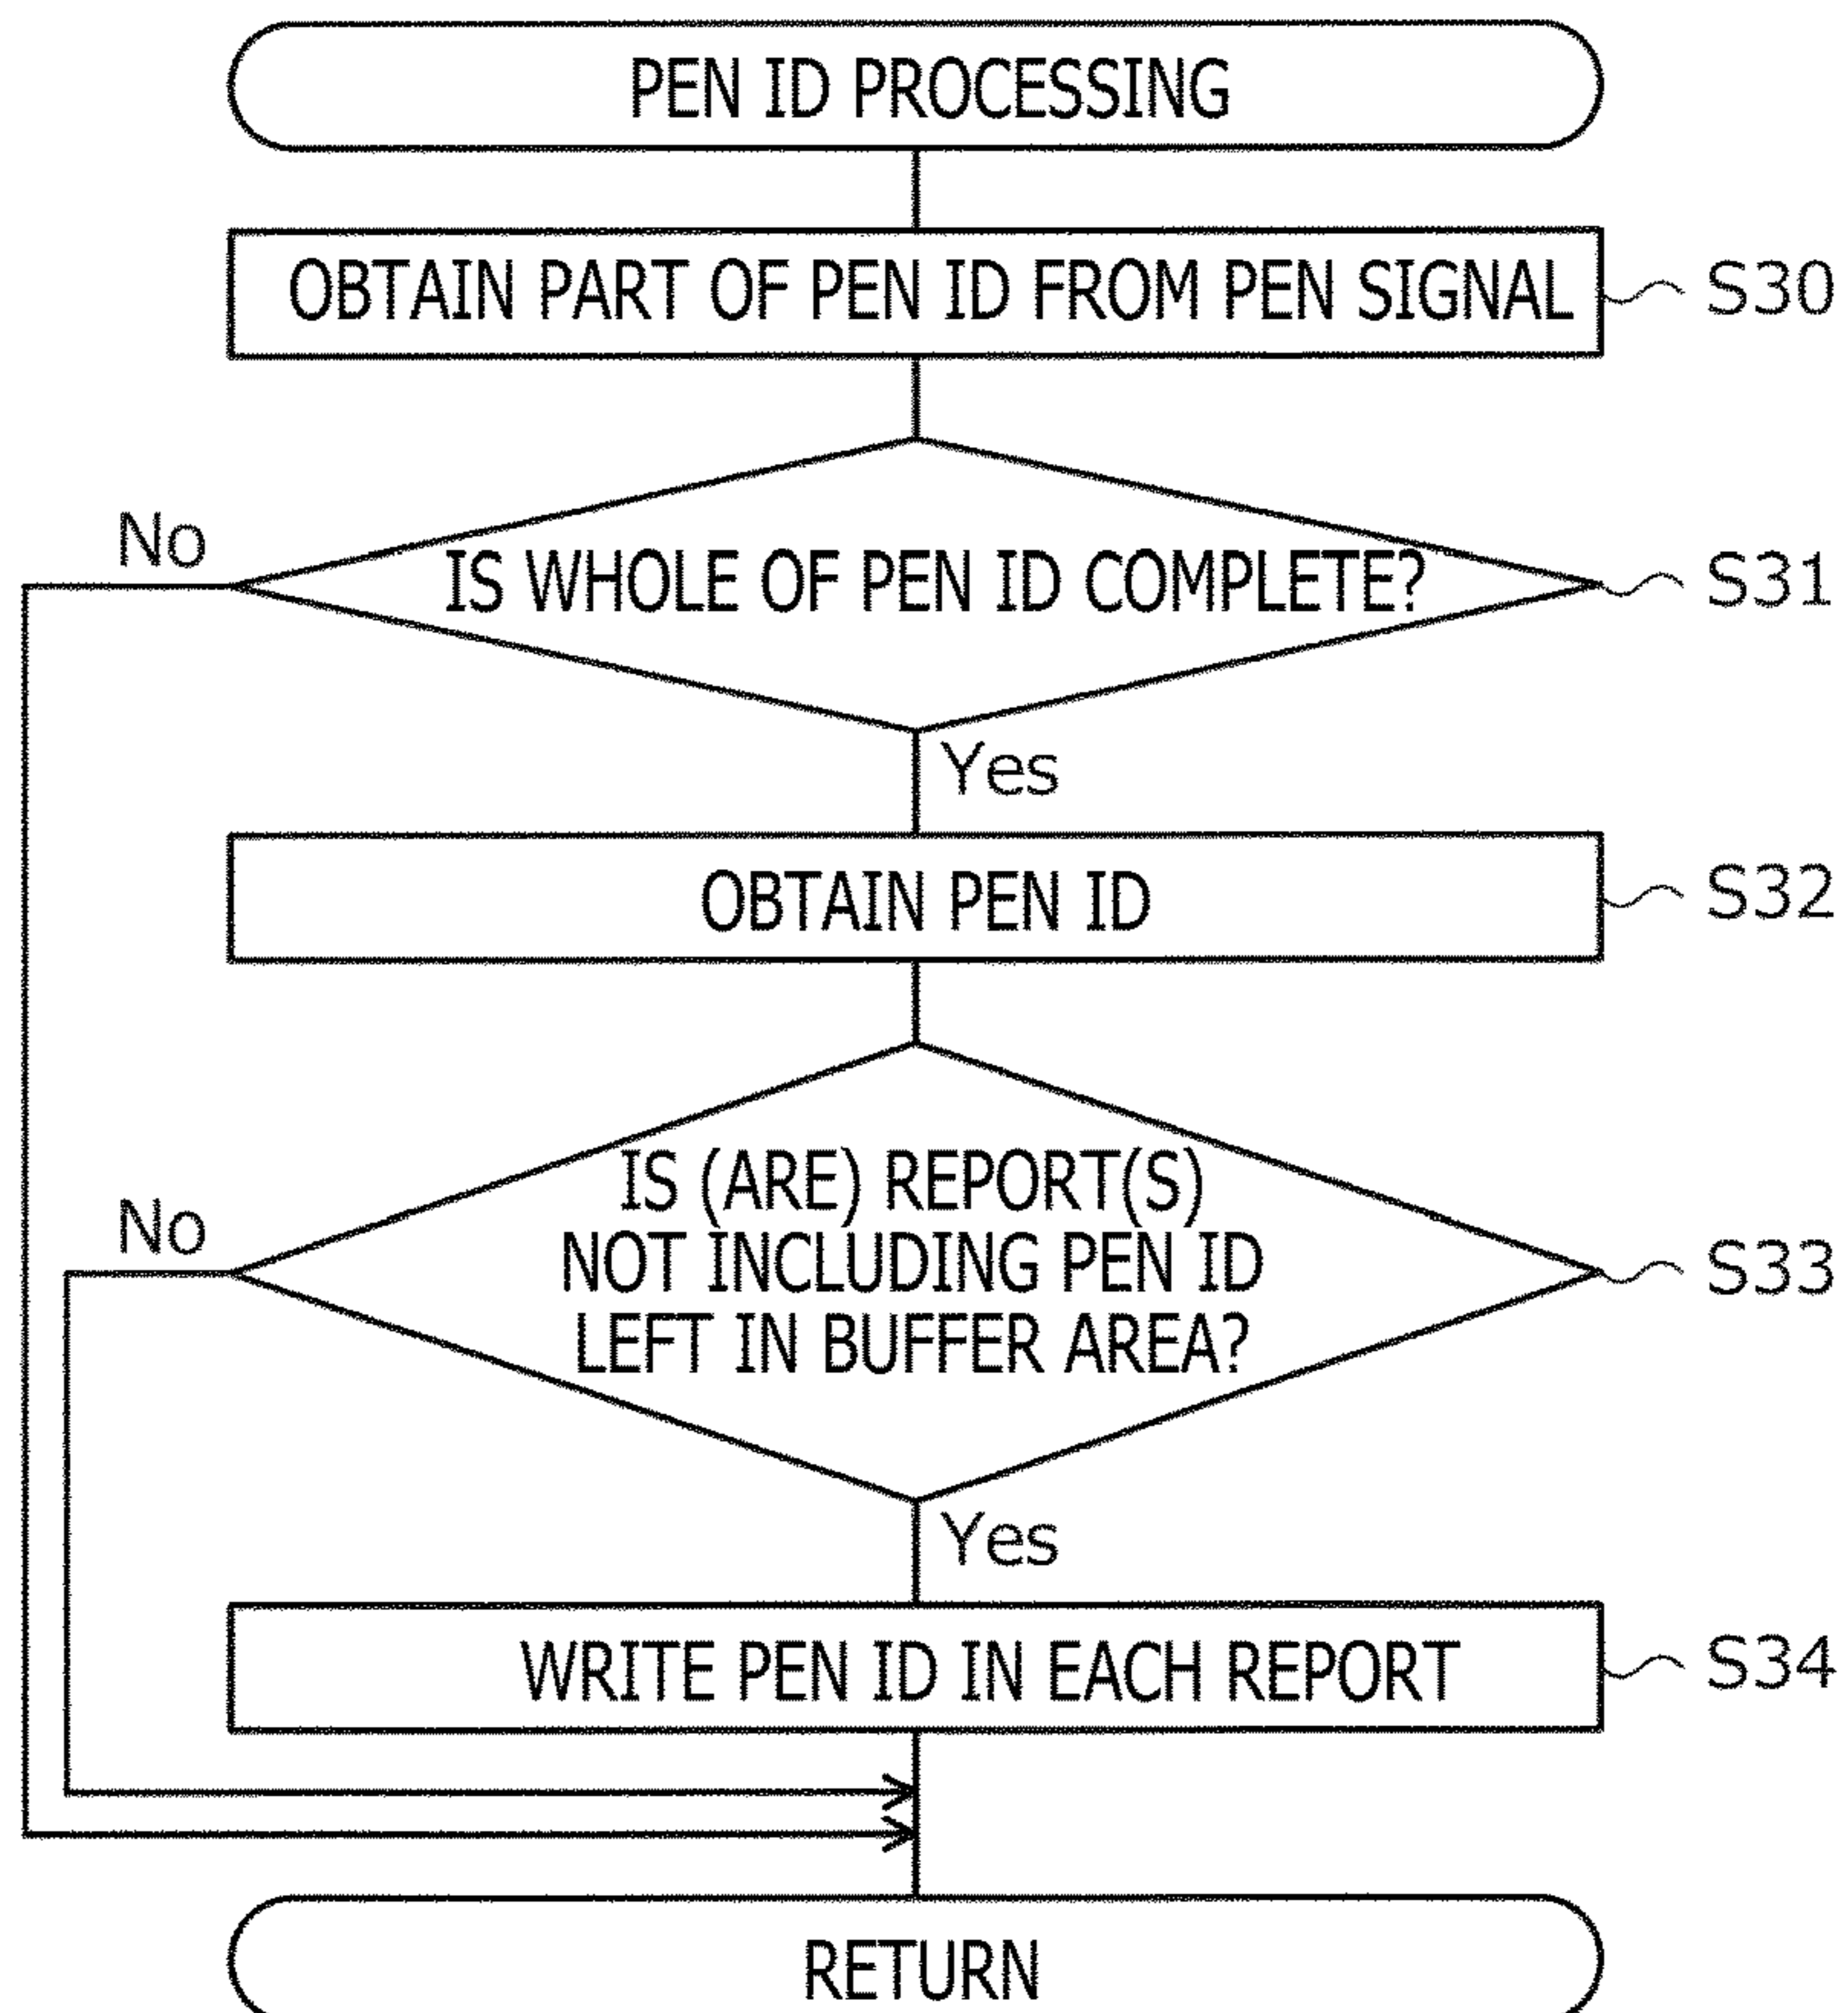 PEN ID PROCESSING
OBTAIN PART OF PEN ID FROM PEN SIGNAL
S30
No
IS WHOLE OF PEN ID COMPLETE?
S31
Yes
OBTAIN PEN ID
S32
No
IS (ARE) REPORT(S)
NOT INCLUDING PEN ID
LEFT IN BUFFER AREA?
S33
Yes
WRITE PEN ID IN EACH REPORT
S34
RETURN